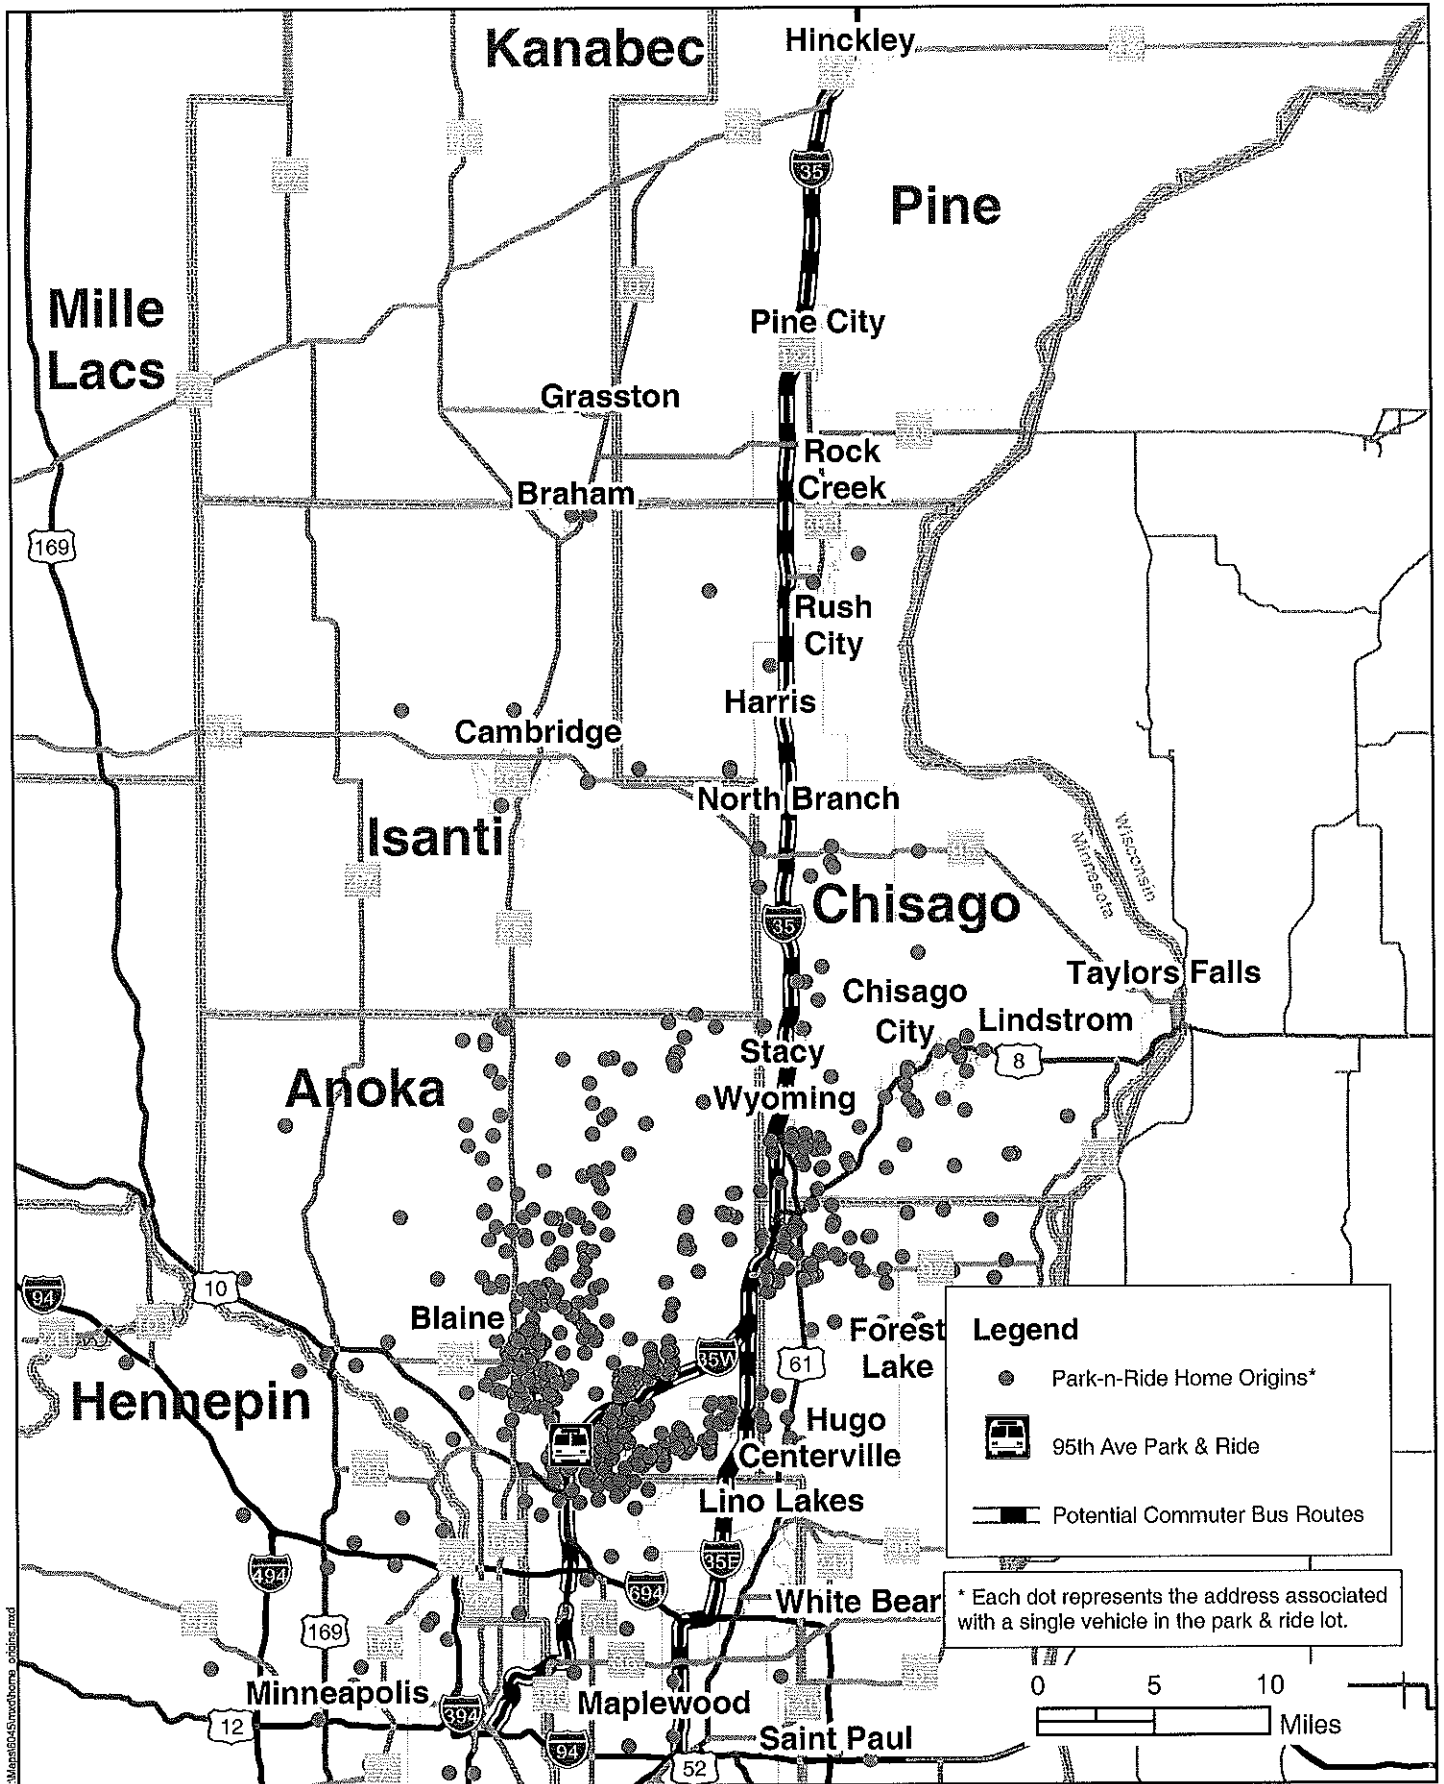 Kanabec
Hinckley
35
Pine
Mille
Lacs
Pine City
Grasston
Rock
Creek
Braham
169
Rush
City
Harris
Cambridge
North Branch
Isanti
Wisconsin
Minnesota
Chisago
35
Taylors Falls
Chisago
City
Lindstrom
8
Stacy
Anoka
Wyoming
94
10
Blaine
35W
61
Forest
Lake
Hennepin
Hugo
Centerville
Lino Lakes
35E
494
694
White Bear
169
Minneapolis
394
Maplewood
12
94
Saint Paul
52
Legend
Park-n-Ride Home Origins*
95th Ave Park & Ride
Potential Commuter Bus Routes
* Each dot represents the address associated
with a single vehicle in the park & ride lot.
0 5 10
Miles